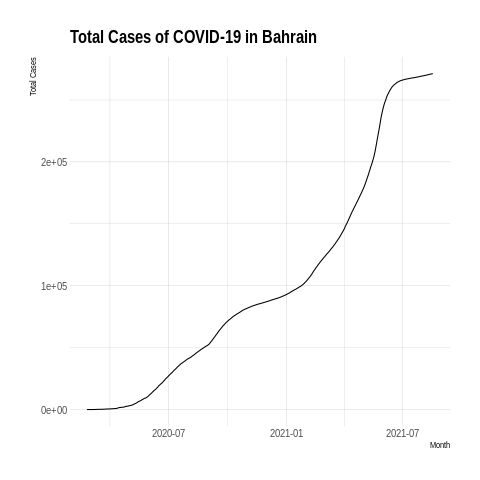 Total Cases of COVID-19 in Bahrain
Total Cases
2e+05
1e+05
0e+00
2020-07 2021-01 2021-07
Month